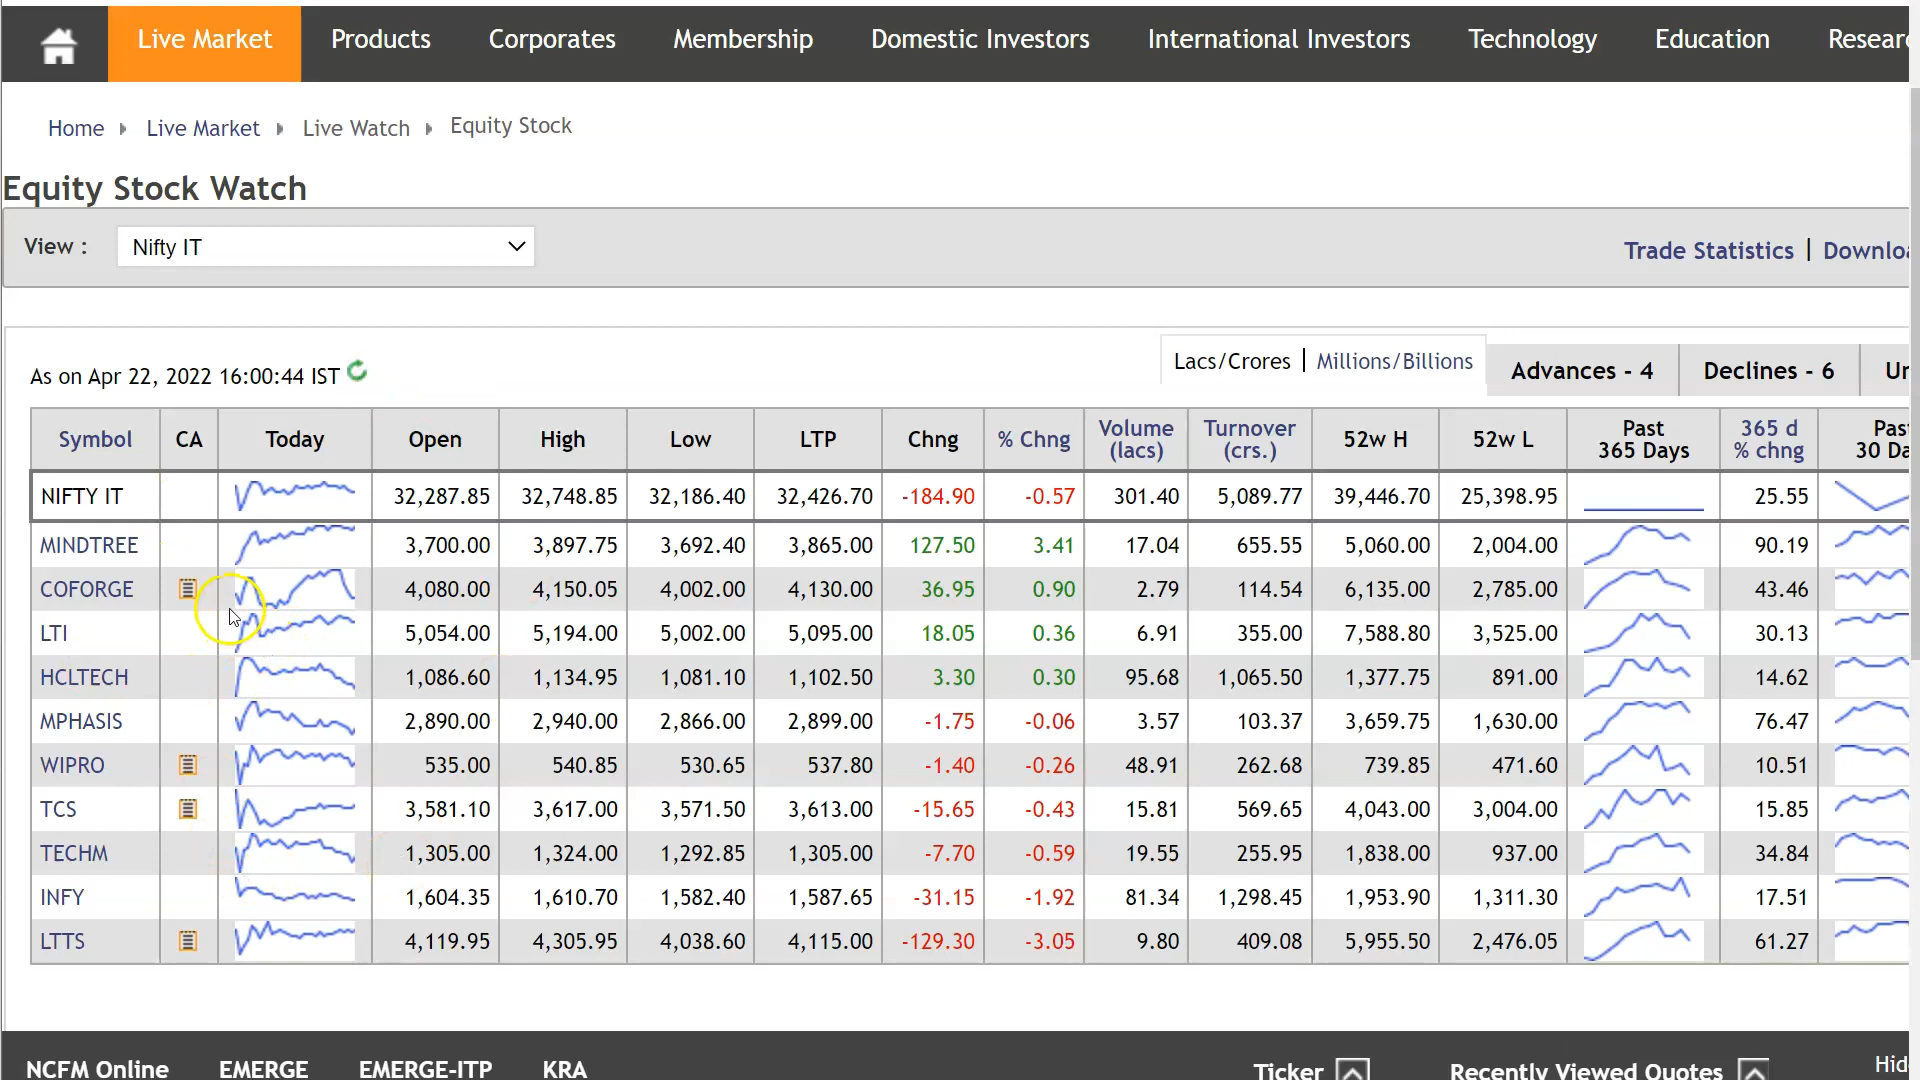 Live Market Products Corporates Membership Domestic Investors International Investors Technology Education Resear
Home Live Market Live Watch Equity Stock
Equity Stock Watch
View : Nifty IT
Trade Statistics | Downloa
As on Apr 22, 2022 16:00:44 IST
Lacs/Crores | Millions/Billions Advances - 4 Declines - 6 Un
Symbol CA Today Open High Low LTP Chng % Chng Volume (lacs) Turnover (crs.) 52w H 52w L Past 365 Days 365 d % chng Past 30 Da
NIFTY IT 32,287.85 32,748.85 32,186.40 32,426.70 -184.90 -0.57 301.40 5,089.77 39,446.70 25,398.95 25.55
MINDTREE 3,700.00 3,897.75 3,692.40 3,865.00 127.50 3.41 17.04 655.55 5,060.00 2,004.00 90.19
COFORGE 4,080.00 4,150.05 4,002.00 4,130.00 36.95 0.90 2.79 114.54 6,135.00 2,785.00 43.46
LTI 5,054.00 5,194.00 5,002.00 5,095.00 18.05 0.36 6.91 355.00 7,588.80 3,525.00 30.13
HCLTECH 1,086.60 1,134.95 1,081.10 1,102.50 3.30 0.30 95.68 1,065.50 1,377.75 891.00 14.62
MPHASIS 2,890.00 2,940.00 2,866.00 2,899.00 -1.75 -0.06 3.57 103.37 3,659.75 1,630.00 76.47
WIPRO 535.00 540.85 530.65 537.80 -1.40 -0.26 48.91 262.68 739.85 471.60 10.51
TCS 3,581.10 3,617.00 3,571.50 3,613.00 -15.65 -0.43 15.81 569.65 4,043.00 3,004.00 15.85
TECHM 1,305.00 1,324.00 1,292.85 1,305.00 -7.70 -0.59 19.55 255.95 1,838.00 937.00 34.84
INFY 1,604.35 1,610.70 1,582.40 1,587.65 -31.15 -1.92 81.34 1,298.45 1,953.90 1,311.30 17.51
LTTS 4,119.95 4,305.95 4,038.60 4,115.00 -129.30 -3.05 9.80 409.08 5,955.50 2,476.05 61.27
NCFM Online EMERGE EMERGE-ITP KRA Ticker Recently Viewed Quotes Hid